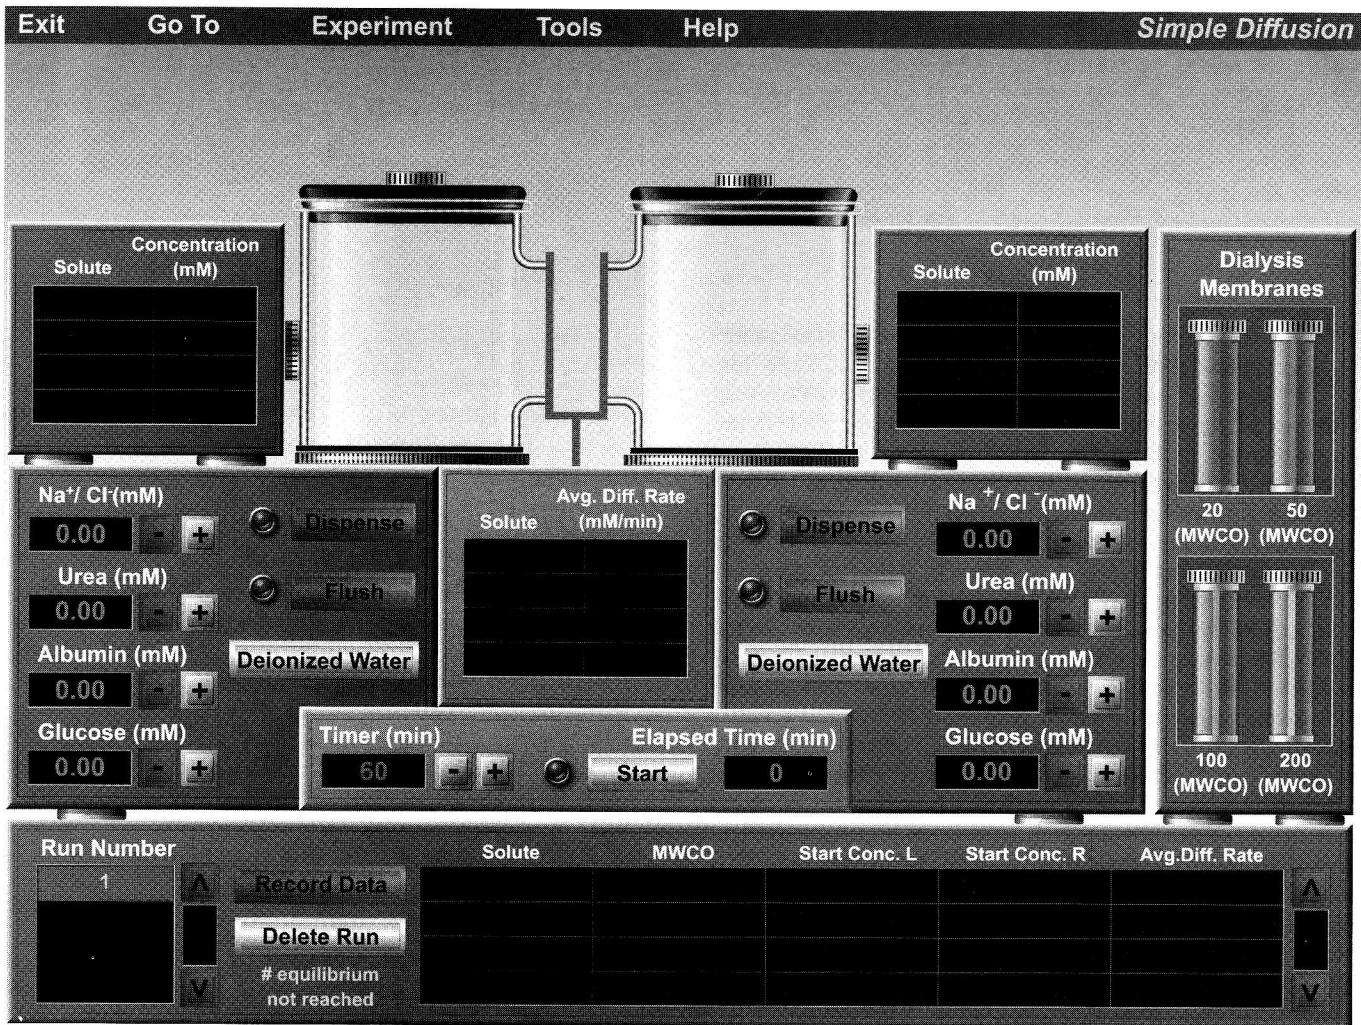 Exit Go To Experiment Tools Help Simple Diffusion
Concentration
Solute (mM)
Concentration
Solute (mM)
Dialysis
Membranes
20 50
(MWCO) (MWCO)
100 200
(MWCO) (MWCO)
Na⁺/ Cl⁻(mM)
0.00 - +
Urea (mM)
0.00 - +
Albumin (mM)
0.00 - +
Glucose (mM)
0.00 - +
Dispense
Flush
Deionized Water
Avg. Diff. Rate
Solute (mM/min)
Dispense
Flush
Deionized Water
Na ⁺/ Cl ⁻(mM)
0.00 - +
Urea (mM)
0.00 - +
Albumin (mM)
0.00 - +
Glucose (mM)
0.00 - +
Timer (min) Elapsed Time (min)
60 - + Start 0
Run Number
1
Record Data
Delete Run
# equilibrium
not reached
Solute MWCO Start Conc. L Start Conc. R Avg.Diff. Rate